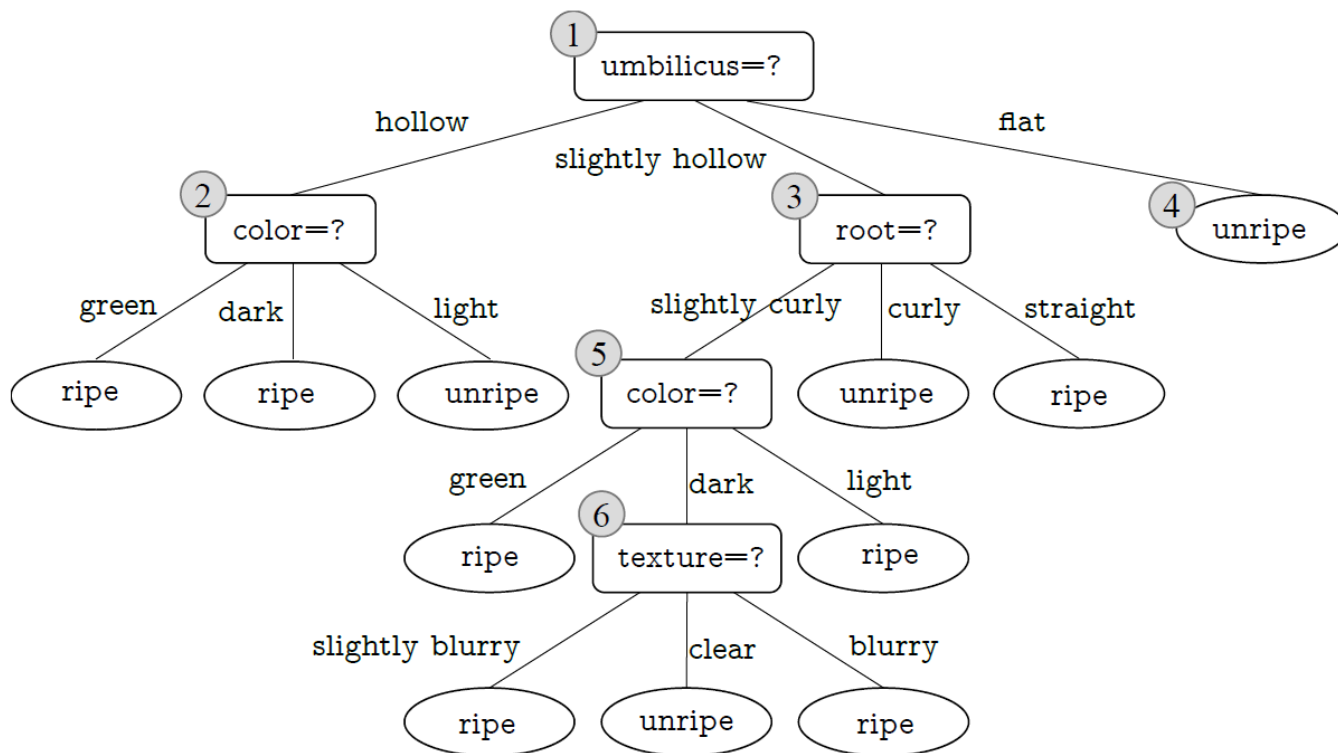 1
umbilicus=?
hollow
slightly hollow
flat
2
color=?
3
root=?
4
unripe
green
dark
light
slightly curly
curly
straight
ripe
ripe
unripe
5
color=?
unripe
ripe
green
dark
light
ripe
6
texture=?
ripe
slightly blurry
clear
blurry
ripe
unripe
ripe